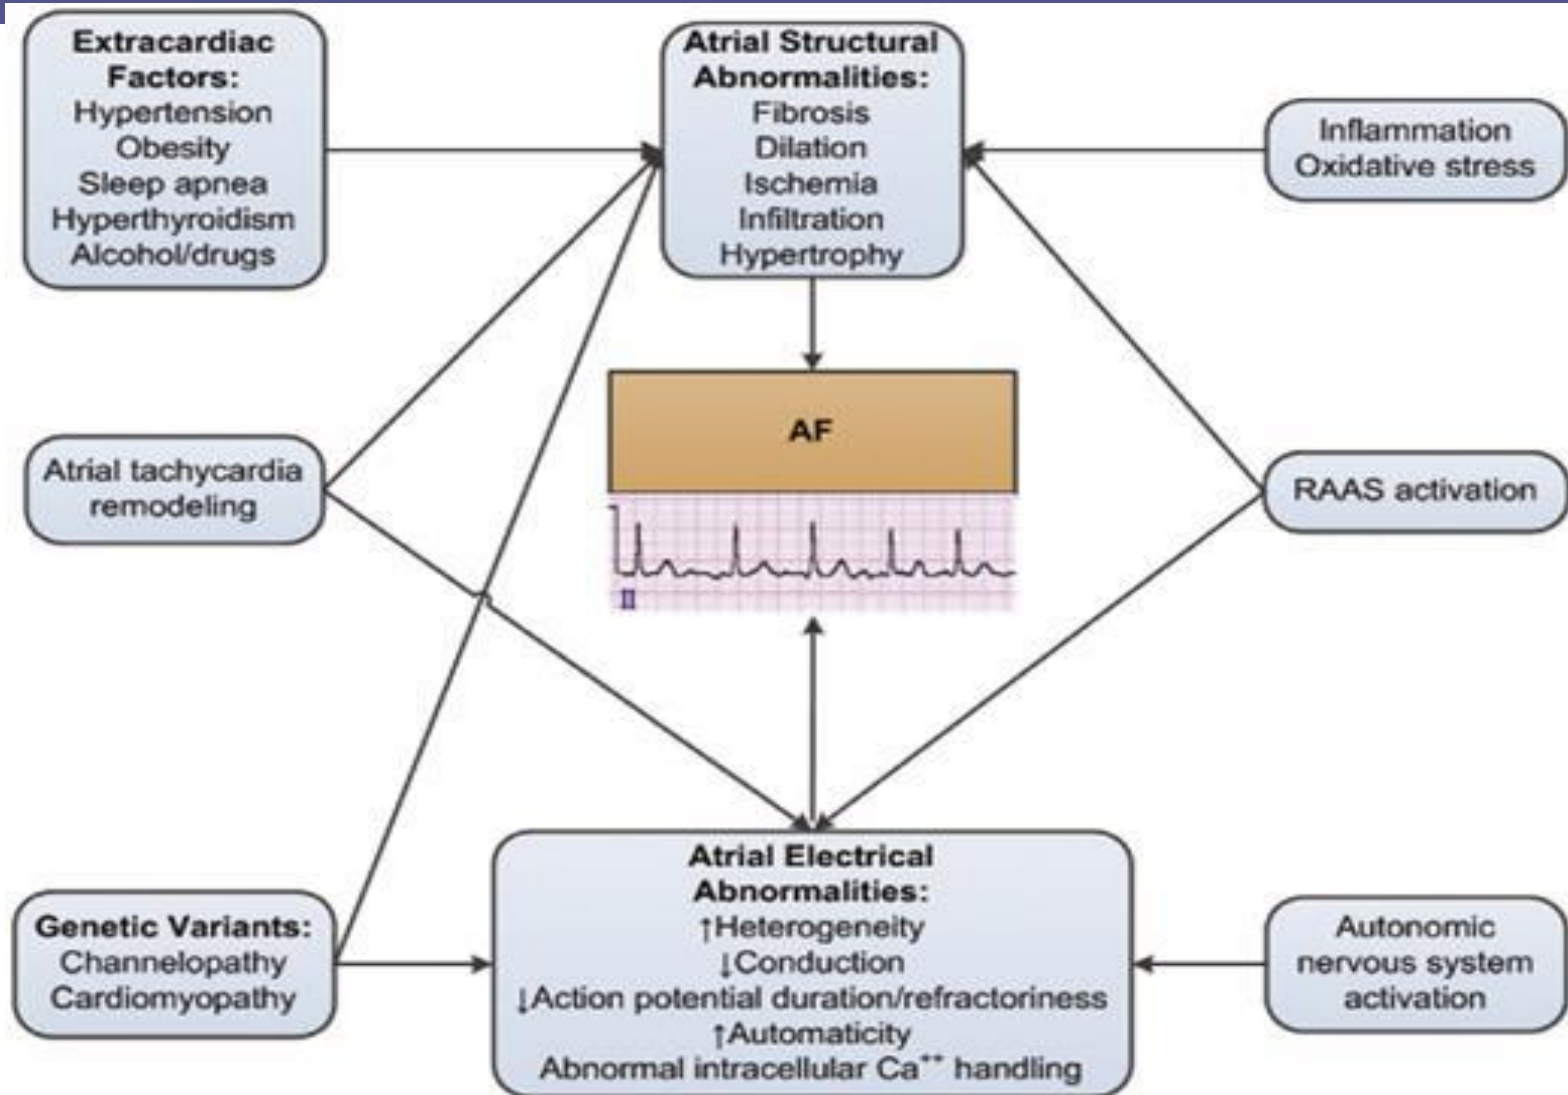 Extracardiac
Factors:
Hypertension
Obesity
Sleep apnea
Hyperthyroidism
Alcohol/drugs
Atrial Structural
Abnormalities:
Fibrosis
Dilation
Ischemia
Infiltration
Hypertrophy
Inflammation
Oxidative stress
AF
Atrial tachycardia
remodeling
RAAS activation
II
Genetic Variants:
Channelopathy
Cardiomyopathy
Atrial Electrical
Abnormalities:
↑Heterogeneity
↓Conduction
↓Action potential duration/refractoriness
↑Automaticity
Abnormal intracellular Ca⁺⁺ handling
Autonomic
nervous system
activation